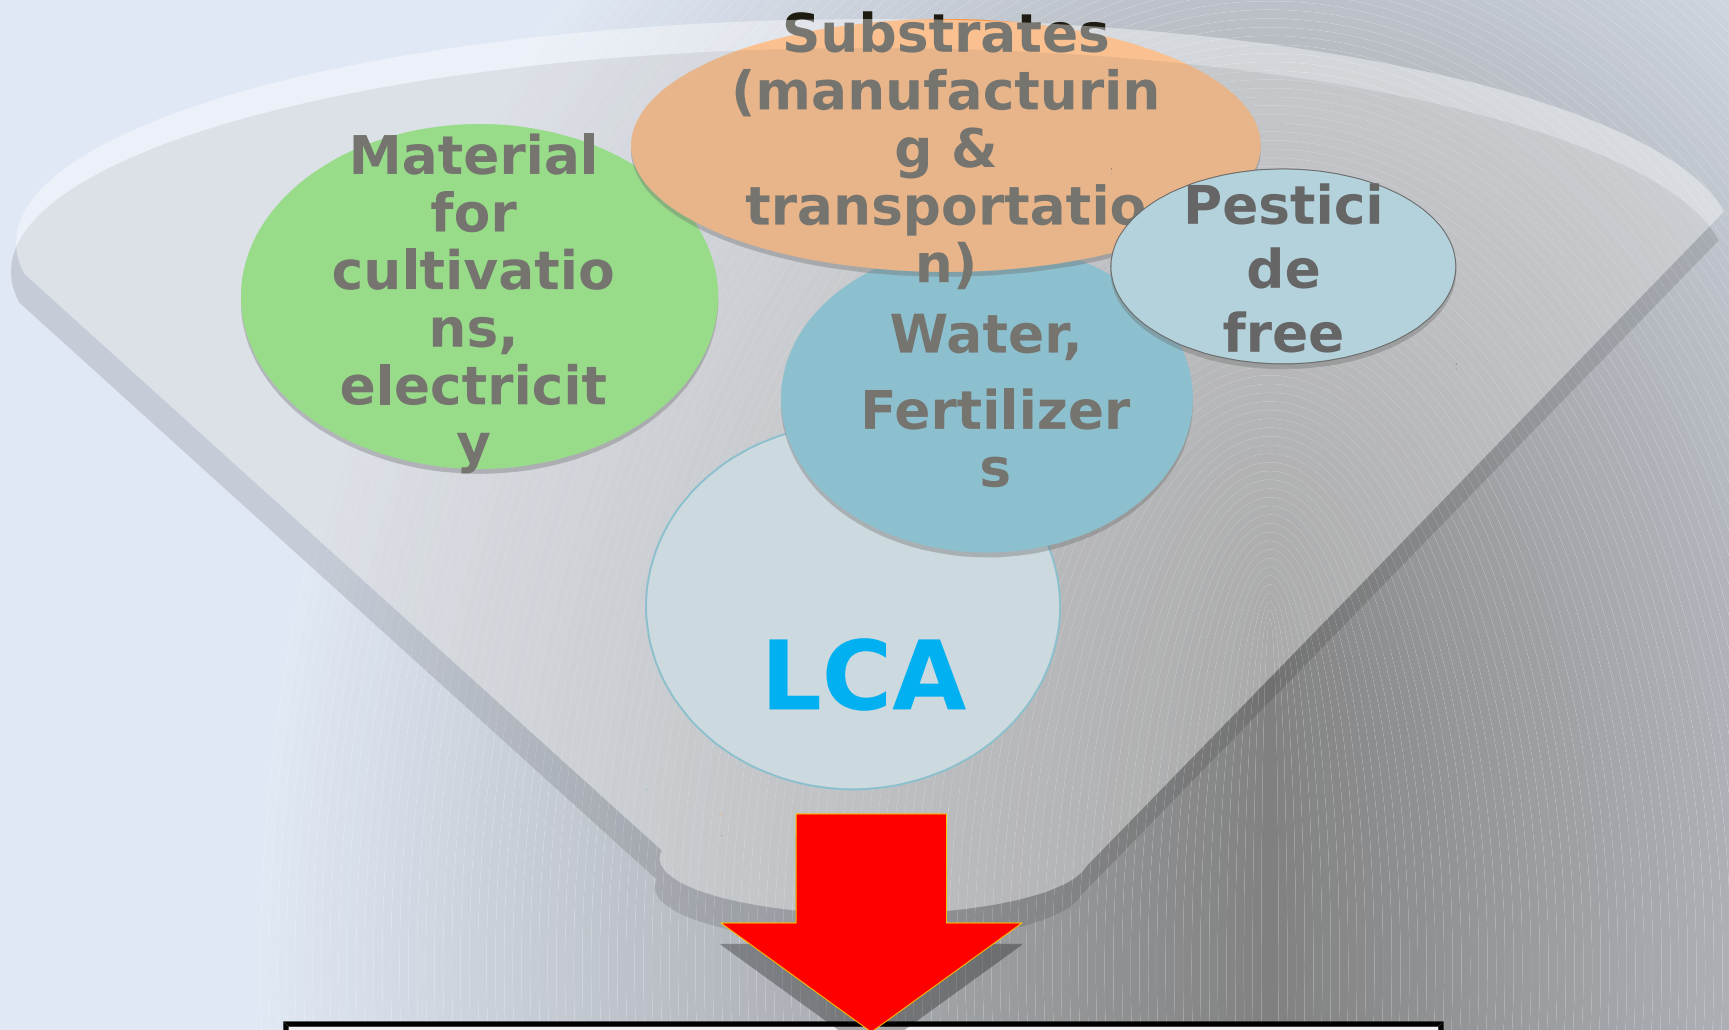 Substrates
(manufacturin
g &
transportatio
n)
Material
for
cultivatio
ns,
electricit
y
Pestici
de
free
Water,
Fertilizer
s
LCA